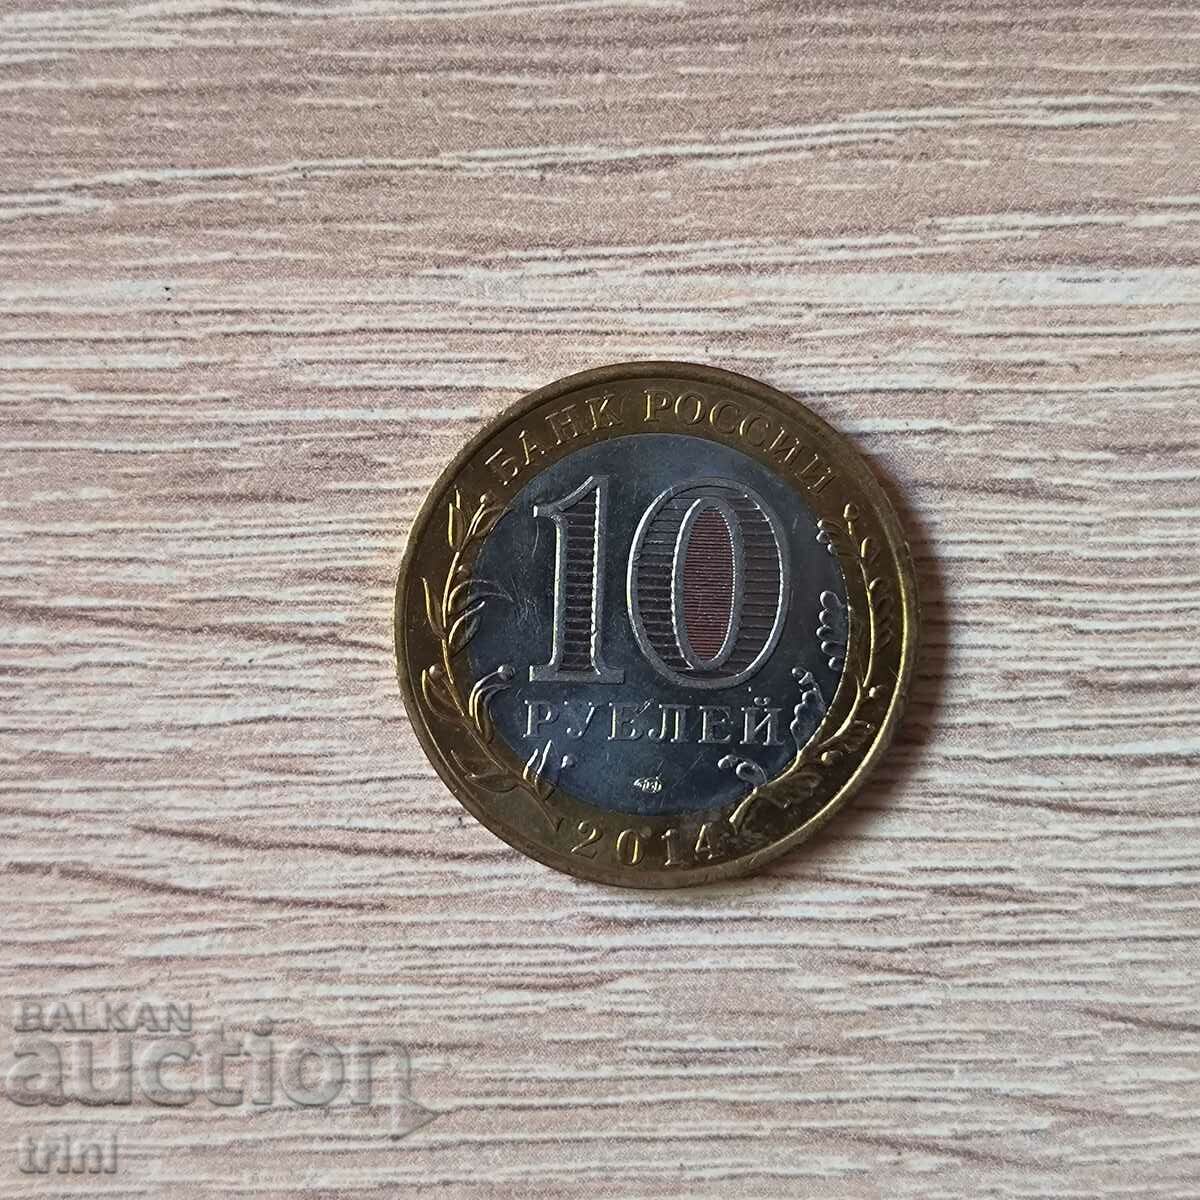 БАНК РОССИИ
10
РУБЛЕЙ
2014
BALKAN
auction
trini